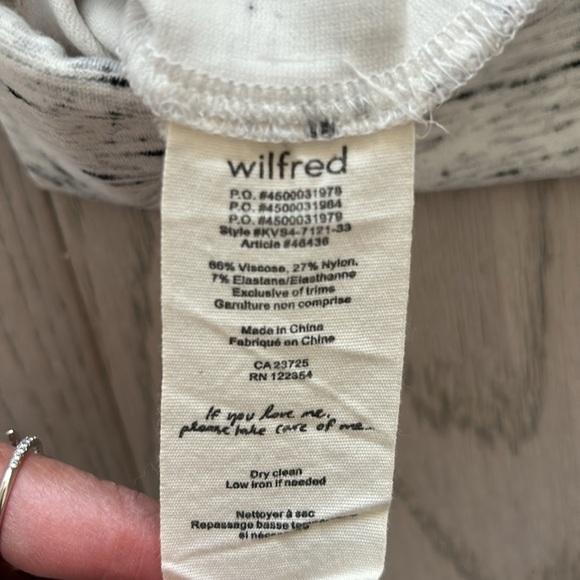 wilfred
P.O. #4500031978
P.O. #4500031984
P.O. #4500031979
Style #KVS4-7121-33
Article #46436
66% Viscose, 27% Nylon,
7% Elastane/Elasthanne
Exclusive of trims
Garniture non comprise
Made in China
Fabriqué en Chine
CA 23725
RN 122354
If you love me,
please take care of me...
Dry clean
Low iron if needed
Nettoyer à sec
Repassage basse
si